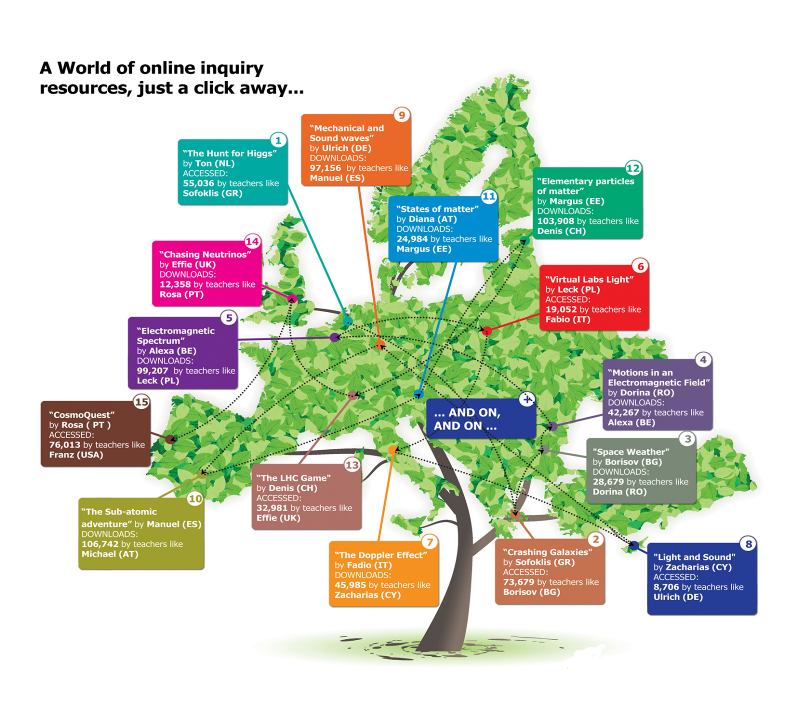 A World of online inquiry
resources, just a click away...
1
"The Hunt for Higgs"
by Ton (NL)
ACCESSED:
55,036 by teachers like
Sofoklis (GR)
9
"Mechanical and
Sound waves"
by Ulrich (DE)
DOWNLOADS:
97,156 by teachers like
Manuel (ES)
11
"States of matter"
by Diana (AT)
DOWNLOADS:
24,984 by teachers like
Margus (EE)
12
"Elementary particles
of matter"
by Margus (EE)
DOWNLOADS:
103,908 by teachers like
Denis (CH)
14
"Chasing Neutrinos"
by Effie (UK)
DOWNLOADS:
12,358 by teachers like
Rosa (PT)
6
"Virtual Labs Light"
by Leck (PL)
ACCESSED:
19,052 by teachers like
Fabio (IT)
5
"Electromagnetic
Spectrum"
by Alexa (BE)
DOWNLOADS:
99,207 by teachers like
Leck (PL)
4
"Motions in an
Electromagnetic Field"
by Dorina (RO)
DOWNLOADS:
42,267 by teachers like
Alexa (BE)
15
"CosmoQuest"
by Rosa ( PT )
ACCESSED:
76,013 by teachers like
Franz (USA)
+
... AND ON,
AND ON ...
3
"Space Weather"
by Borisov (BG)
DOWNLOADS:
28,679 by teachers like
Dorina (RO)
13
"The LHC Game"
by Denis (CH)
ACCESSED:
32,981 by teachers like
Effie (UK)
10
"The Sub-atomic
adventure" by Manuel (ES)
DOWNLOADS:
106,742 by teachers like
Michael (AT)
7
"The Doppler Effect"
by Fadio (IT)
DOWNLOADS:
45,985 by teachers like
Zacharias (CY)
2
"Crashing Galaxies"
by Sofoklis (GR)
ACCESSED:
73,679 by teachers like
Borisov (BG)
8
"Light and Sound"
by Zacharias (CY)
ACCESSED:
8,706 by teachers like
Ulrich (DE)